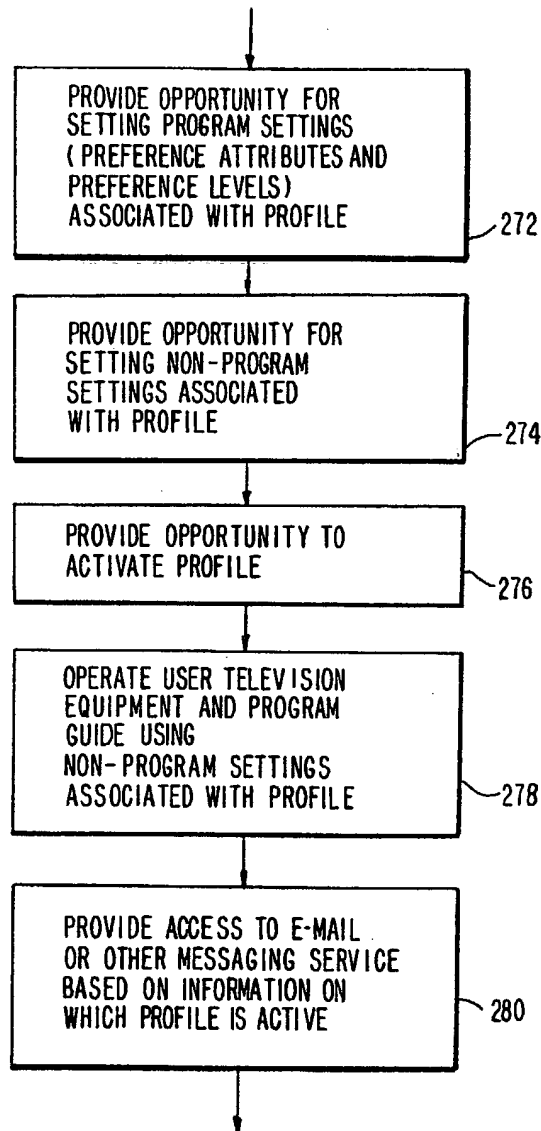 PROVIDE OPPORTUNITY FOR
SETTING PROGRAM SETTINGS
(PREFERENCE ATTRIBUTES AND
PREFERENCE LEVELS)
ASSOCIATED WITH PROFILE
272
PROVIDE OPPORTUNITY FOR
SETTING NON-PROGRAM
SETTINGS ASSOCIATED
WITH PROFILE
274
PROVIDE OPPORTUNITY TO
ACTIVATE PROFILE
276
OPERATE USER TELEVISION
EQUIPMENT AND PROGRAM
GUIDE USING
NON-PROGRAM SETTINGS
ASSOCIATED WITH PROFILE
278
PROVIDE ACCESS TO E-MAIL
OR OTHER MESSAGING SERVICE
BASED ON INFORMATION ON
WHICH PROFILE IS ACTIVE
280